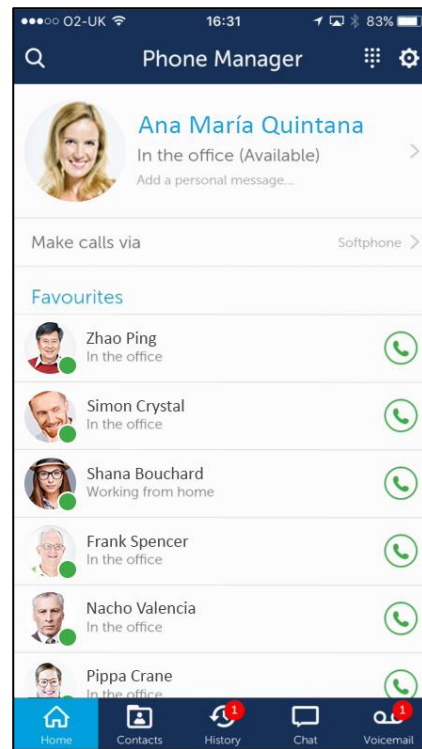 O2-UK 16:31 83%
Phone Manager
Ana María Quintana
In the office (Available)
Add a personal message...
Make calls via Softphone
Favourites
Zhao Ping
In the office
Simon Crystal
In the office
Shana Bouchard
Working from home
Frank Spencer
In the office
Nacho Valencia
In the office
Pippa Crane
In the office
1 1
Home Contacts History Chat Voicemail